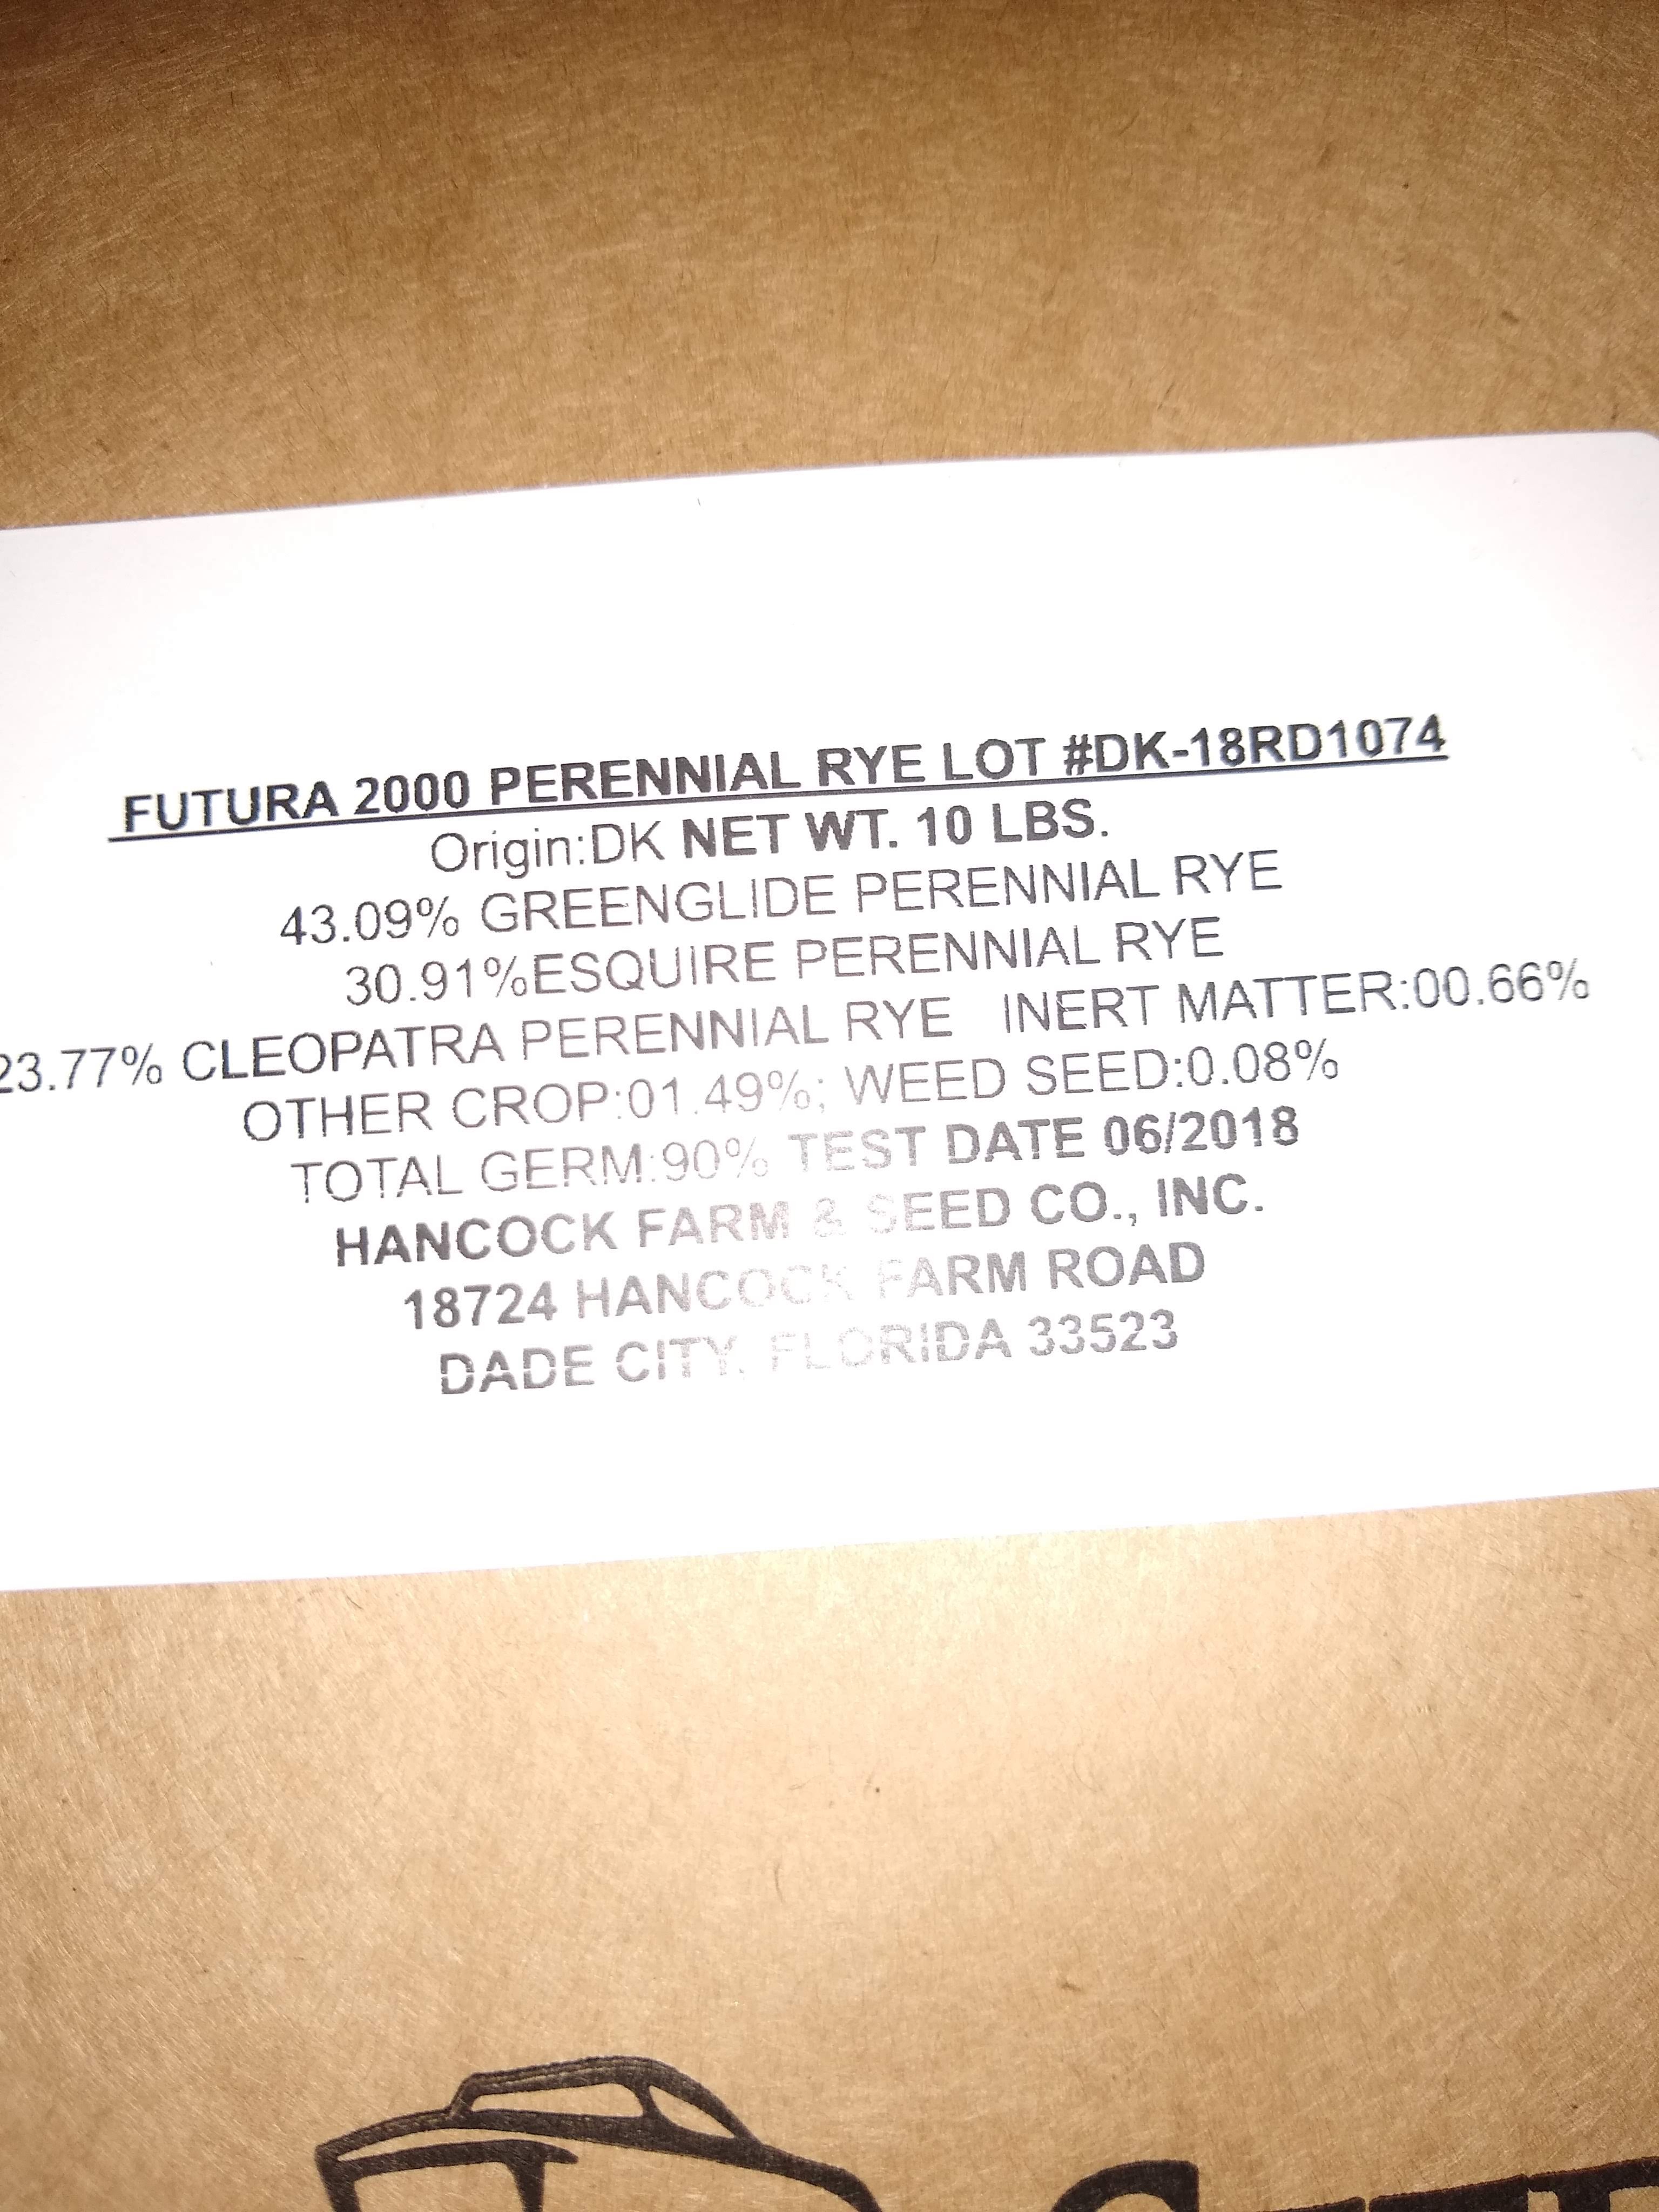 FUTURA 2000 PERENNIAL RYE LOT #DK-18RD1074
Origin:DK NET WT. 10 LBS.
43.09% GREENGLIDE PERENNIAL RYE
30.91%ESQUIRE PERENNIAL RYE
23.77% CLEOPATRA PERENNIAL RYE INERT MATTER:00.66%
OTHER CROP:01.49%; WEED SEED:0.08%
TOTAL GERM:90% TEST DATE 06/2018
HANCOCK FARM & SEED CO., INC.
18724 HANCOCK FARM ROAD
DADE CITY, FLORIDA 33523